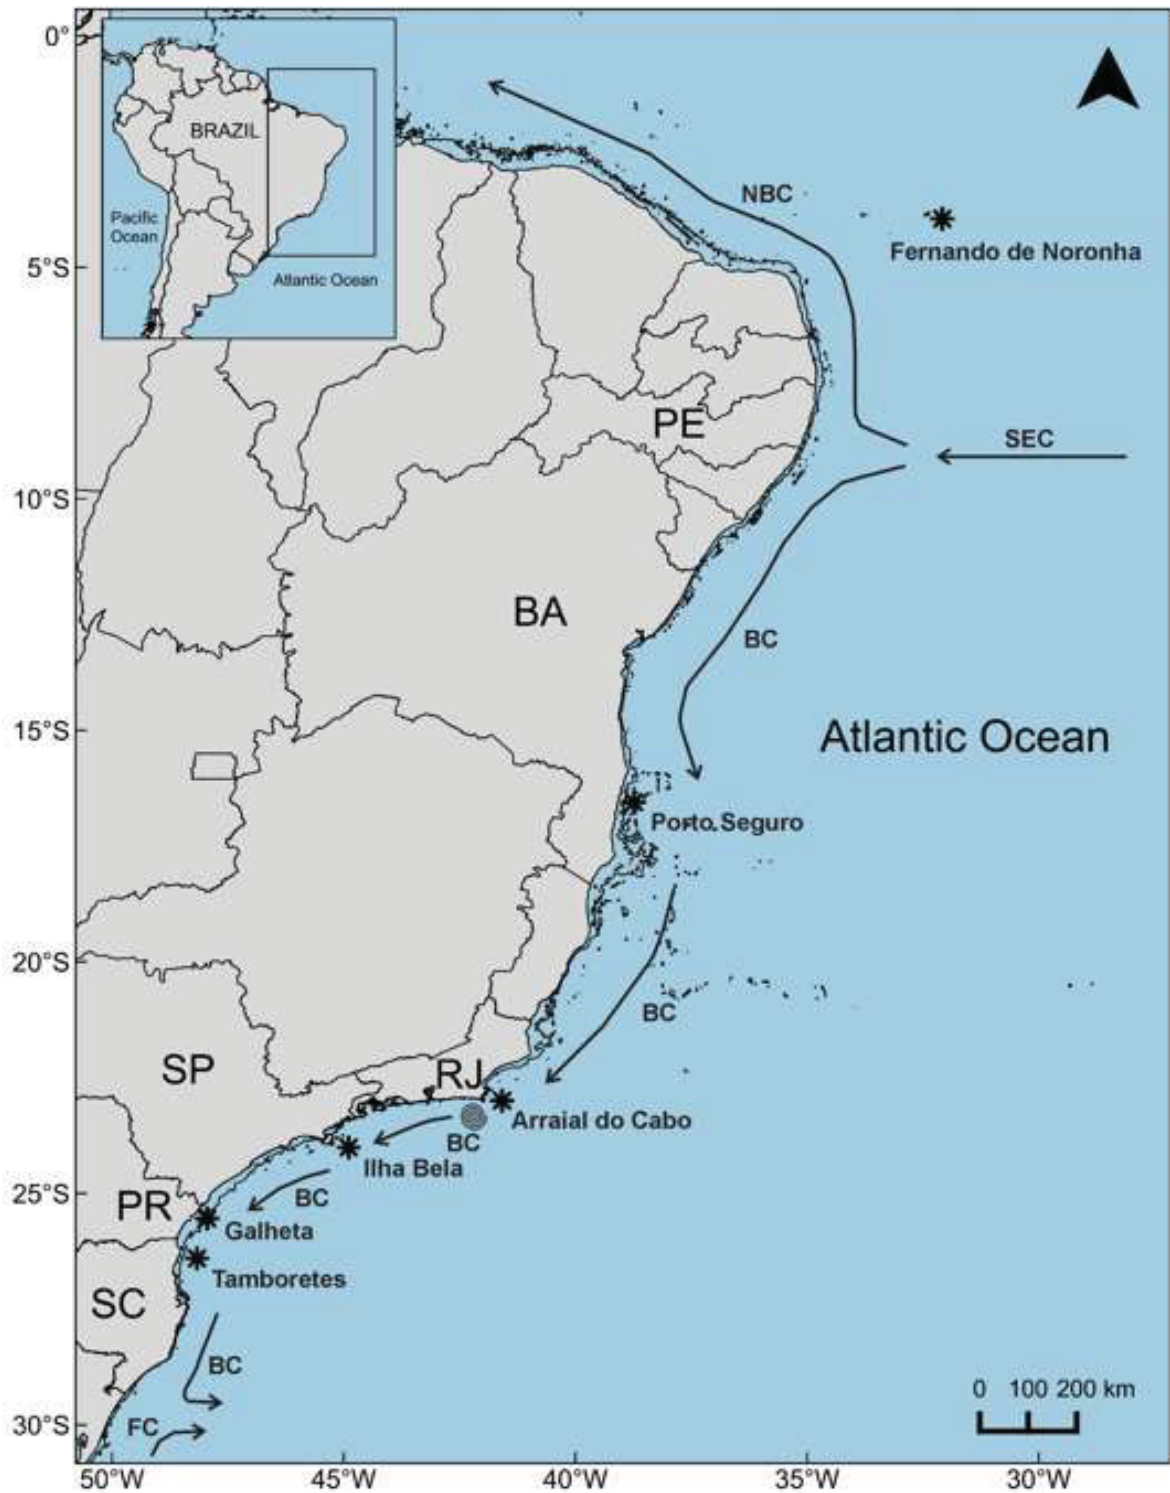 0°
BRAZIL
Pacific
Ocean
Atlantic Ocean
NBC
Fernando de Noronha
5°S
PE
SEC
10°S
BA
BC
15°S
Atlantic Ocean
Porto Seguro
20°S
BC
SP
RJ
Arraial do Cabo
BC
Ilha Bela
25°S
PR
BC
Galheta
Tamboretes
SC
BC
0 100 200 km
30°S
FC
50°W 45°W 40°W 35°W 30°W